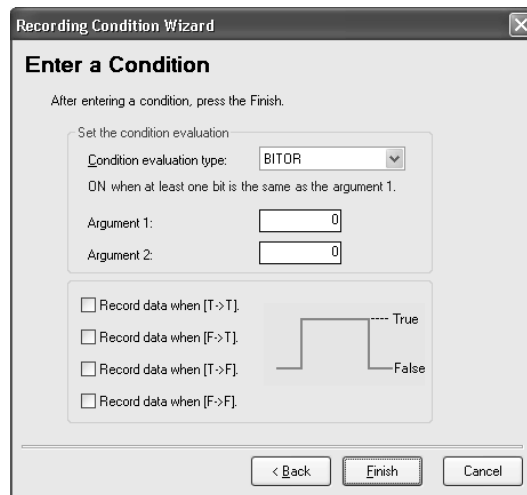 Recording Condition Wizard
Enter a Condition
After entering a condition, press the Finish.
Set the condition evaluation
Condition evaluation type: BITOR
ON when at least one bit is the same as the argument 1.
Argument 1: 0
Argument 2: 0
Record data when [T->T].
Record data when [F->T].
Record data when [T->F].
Record data when [F->F].
True
False
< Back Finish Cancel